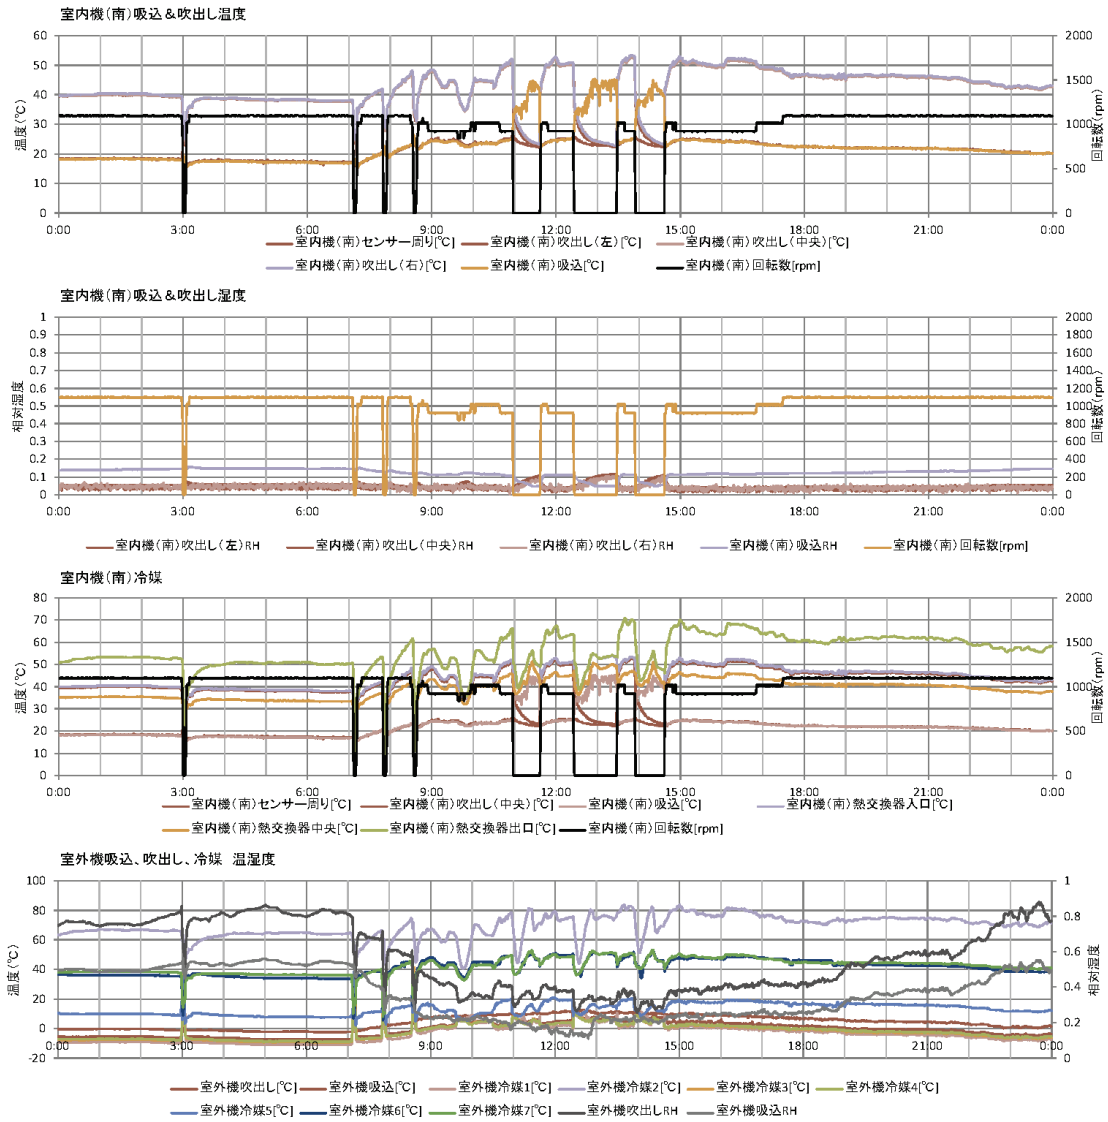 室内機(南)吸込＆吹出し温度
60 50 40 30 20 10 0
温度(℃)
2000 1500 1000 500 0
回転数(rpm)
0:00 3:00 6:00 9:00 12:00 15:00 18:00 21:00 0:00
室内機(南)センサー周り[℃] 室内機(南)吹出し(左)[℃] 室内機(南)吹出し(中央)[℃]
室内機(南)吹出し(右)[℃] 室内機(南)吸込[℃] 室内機(南)回転数[rpm]
室内機(南)吸込＆吹出し湿度
1 0.9 0.8 0.7 0.6 0.5 0.4 0.3 0.2 0.1 0
相対湿度
2000 1800 1600 1400 1200 1000 800 600 400 200 0
回転数(rpm)
0:00 3:00 6:00 9:00 12:00 15:00 18:00 21:00 0:00
室内機(南)吹出し(左)RH 室内機(南)吹出し(中央)RH 室内機(南)吹出し(右)RH 室内機(南)吸込RH 室内機(南)回転数[rpm]
室内機(南)冷媒
80 70 60 50 40 30 20 10 0
温度(℃)
2000 1500 1000 500 0
回転数(rpm)
0:00 3:00 6:00 9:00 12:00 15:00 18:00 21:00 0:00
室内機(南)センサー周り[℃] 室内機(南)吹出し(中央)[℃] 室内機(南)吸込[℃] 室内機(南)熱交換器入口[℃]
室内機(南)熱交換器中央[℃] 室内機(南)熱交換器出口[℃] 室内機(南)回転数[rpm]
室外機吸込、吹出し、冷媒　温湿度
100 80 60 40 20 0 -20
温度(℃)
1 0.8 0.6 0.4 0.2 0
相対湿度
0:00 3:00 6:00 9:00 12:00 15:00 18:00 21:00 0:00
室外機吹出し[℃] 室外機吸込[℃] 室外機冷媒1[℃] 室外機冷媒2[℃] 室外機冷媒3[℃] 室外機冷媒4[℃]
室外機冷媒5[℃] 室外機冷媒6[℃] 室外機冷媒7[℃] 室外機吹出しRH 室外機吸込RH